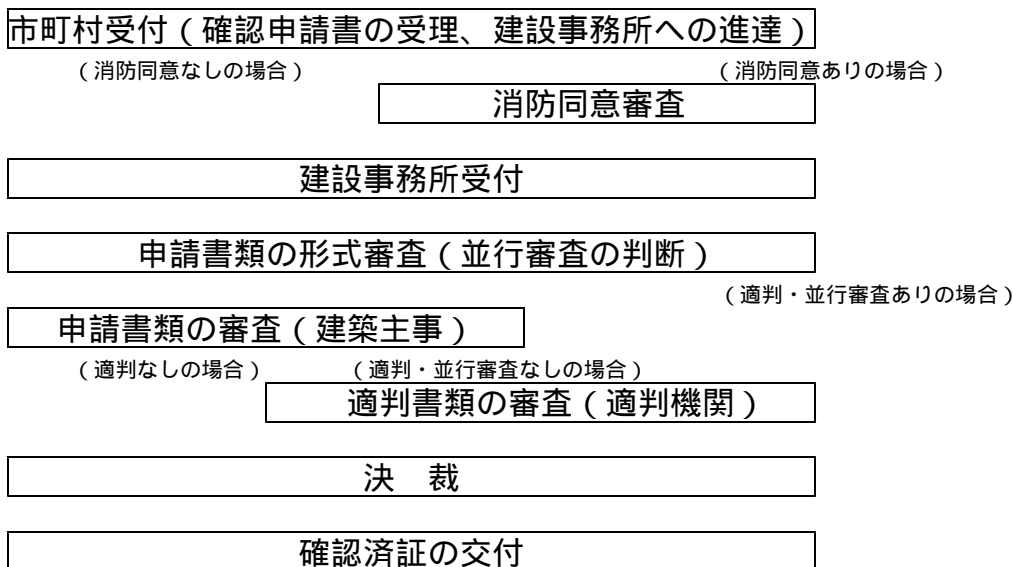 市町村受付（確認申請書の受理、建設事務所への進達）
（消防同意なしの場合） （消防同意ありの場合）
消防同意審査
建設事務所受付
申請書類の形式審査（並行審査の判断）
（適判・並行審査ありの場合）
申請書類の審査（建築主事）
（適判なしの場合） （適判・並行審査なしの場合）
適判書類の審査（適判機関）
決　裁
確認済証の交付